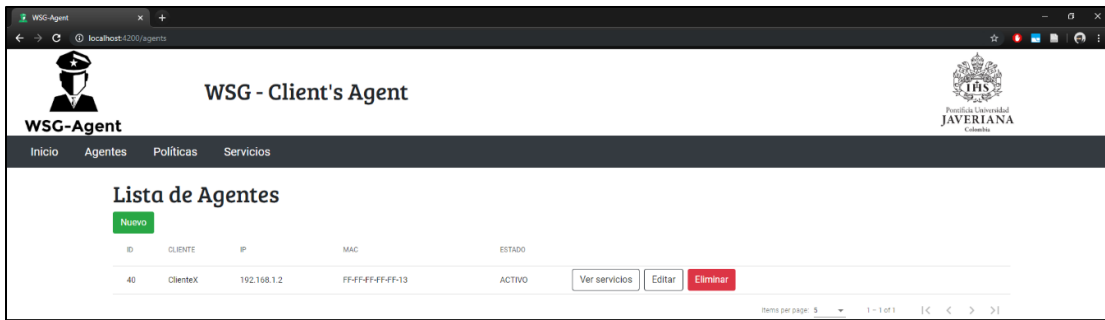 WSG-Agent
localhost:4200/agents
WSG-Agent
WSG - Client's Agent
IHS
Pontificia Universidad
JAVERIANA
Colombia
Inicio Agentes Políticas Servicios
Lista de Agentes
Nuevo
ID CLIENTE IP MAC ESTADO
40 ClienteX 192.168.1.2 FF-FF-FF-FF-FF-13 ACTIVO Ver servicios Editar Eliminar
Items per page: 5 1 – 1 of 1